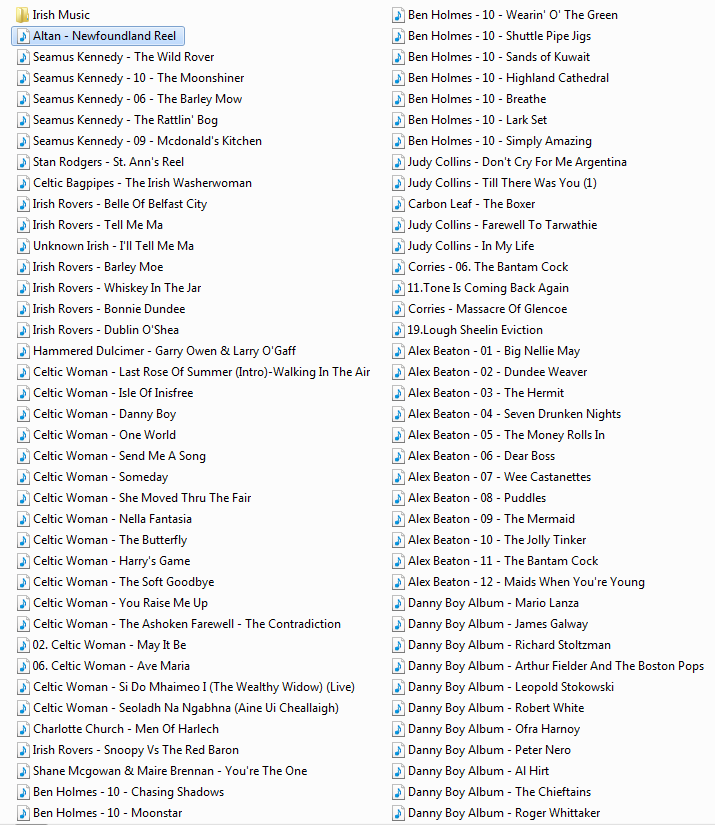 Irish Music
Altan - Newfoundland Reel
Seamus Kennedy - The Wild Rover
Seamus Kennedy - 10 - The Moonshiner
Seamus Kennedy - 06 - The Barley Mow
Seamus Kennedy - The Rattlin' Bog
Seamus Kennedy - 09 - Mcdonald's Kitchen
Stan Rodgers - St. Ann's Reel
Celtic Bagpipes - The Irish Washerwoman
Irish Rovers - Belle Of Belfast City
Irish Rovers - Tell Me Ma
Unknown Irish - I'll Tell Me Ma
Irish Rovers - Barley Moe
Irish Rovers - Whiskey In The Jar
Irish Rovers - Bonnie Dundee
Irish Rovers - Dublin O'Shea
Hammered Dulcimer - Garry Owen & Larry O'Gaff
Celtic Woman - Last Rose Of Summer (Intro)-Walking In The Air
Celtic Woman - Isle Of Inisfree
Celtic Woman - Danny Boy
Celtic Woman - One World
Celtic Woman - Send Me A Song
Celtic Woman - Someday
Celtic Woman - She Moved Thru The Fair
Celtic Woman - Nella Fantasia
Celtic Woman - The Butterfly
Celtic Woman - Harry's Game
Celtic Woman - The Soft Goodbye
Celtic Woman - You Raise Me Up
Celtic Woman - The Ashoken Farewell - The Contradiction
02. Celtic Woman - May It Be
06. Celtic Woman - Ave Maria
Celtic Woman - Si Do Mhaimeo I (The Wealthy Widow) (Live)
Celtic Woman - Seoladh Na Ngabhna (Aine Ui Cheallaigh)
Charlotte Church - Men Of Harlech
Irish Rovers - Snoopy Vs The Red Baron
Shane Mcgowan & Maire Brennan - You're The One
Ben Holmes - 10 - Chasing Shadows
Ben Holmes - 10 - Moonstar
Ben Holmes - 10 - Wearin' O' The Green
Ben Holmes - 10 - Shuttle Pipe Jigs
Ben Holmes - 10 - Sands of Kuwait
Ben Holmes - 10 - Highland Cathedral
Ben Holmes - 10 - Breathe
Ben Holmes - 10 - Lark Set
Ben Holmes - 10 - Simply Amazing
Judy Collins - Don't Cry For Me Argentina
Judy Collins - Till There Was You (1)
Carbon Leaf - The Boxer
Judy Collins - Farewell To Tarwathie
Judy Collins - In My Life
Corries - 06. The Bantam Cock
11.Tone Is Coming Back Again
Corries - Massacre Of Glencoe
19.Lough Sheelin Eviction
Alex Beaton - 01 - Big Nellie May
Alex Beaton - 02 - Dundee Weaver
Alex Beaton - 03 - The Hermit
Alex Beaton - 04 - Seven Drunken Nights
Alex Beaton - 05 - The Money Rolls In
Alex Beaton - 06 - Dear Boss
Alex Beaton - 07 - Wee Castanettes
Alex Beaton - 08 - Puddles
Alex Beaton - 09 - The Mermaid
Alex Beaton - 10 - The Jolly Tinker
Alex Beaton - 11 - The Bantam Cock
Alex Beaton - 12 - Maids When You're Young
Danny Boy Album - Mario Lanza
Danny Boy Album - James Galway
Danny Boy Album - Richard Stoltzman
Danny Boy Album - Arthur Fielder And The Boston Pops
Danny Boy Album - Leopold Stokowski
Danny Boy Album - Robert White
Danny Boy Album - Ofra Harnoy
Danny Boy Album - Peter Nero
Danny Boy Album - Al Hirt
Danny Boy Album - The Chieftains
Danny Boy Album - Roger Whittaker